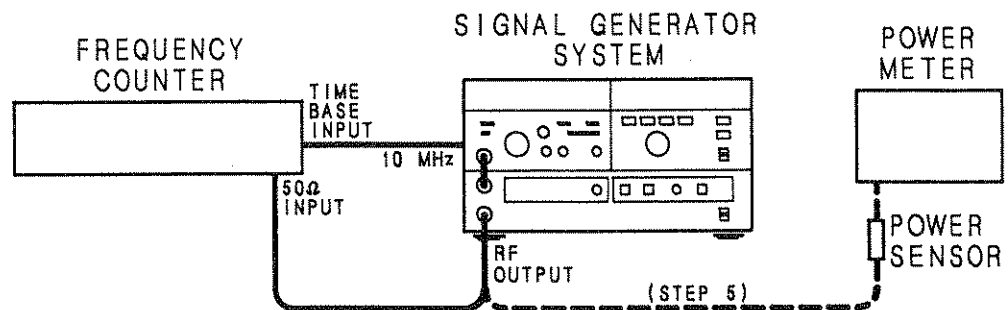 FREQUENCY
COUNTER
SIGNAL GENERATOR
SYSTEM
POWER
METER
TIME
BASE
INPUT
10 MHz
50Ω
INPUT
RF
OUTPUT
(STEP 5)
POWER
SENSOR